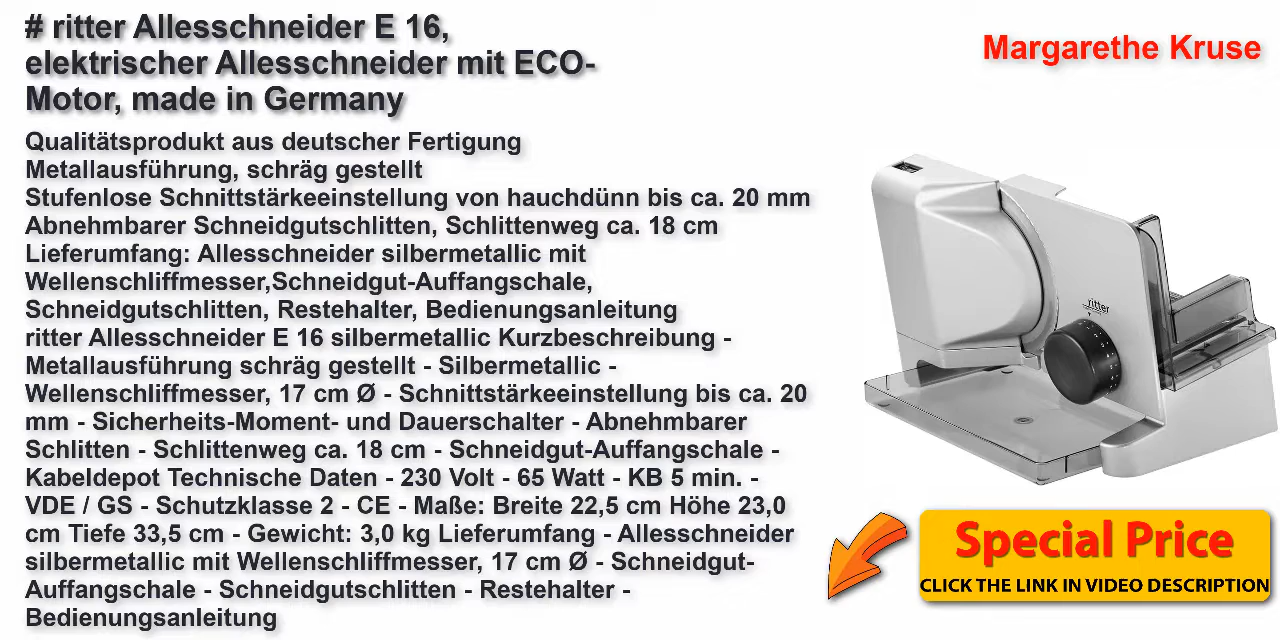 # ritter Allesschneider E 16,
elektrischer Allesschneider mit ECO-
Motor, made in Germany
Margarethe Kruse
Qualitätsprodukt aus deutscher Fertigung
Metallausführung, schräg gestellt
Stufenlose Schnittstärkeeinstellung von hauchdünn bis ca. 20 mm
Abnehmbarer Schneidgutschlitten, Schlittenweg ca. 18 cm
Lieferumfang: Allesschneider silbermetallic mit
Wellenschliffmesser,Schneidgut-Auffangschale,
Schneidgutschlitten, Restehalter, Bedienungsanleitung
ritter Allesschneider E 16 silbermetallic Kurzbeschreibung -
Metallausführung schräg gestellt - Silbermetallic -
Wellenschliffmesser, 17 cm Ø - Schnittstärkeeinstellung bis ca. 20
mm - Sicherheits-Moment- und Dauerschalter - Abnehmbarer
Schlitten - Schlittenweg ca. 18 cm - Schneidgut-Auffangschale -
Kabeldepot Technische Daten - 230 Volt - 65 Watt - KB 5 min. -
VDE / GS - Schutzklasse 2 - CE - Maße: Breite 22,5 cm Höhe 23,0
cm Tiefe 33,5 cm - Gewicht: 3,0 kg Lieferumfang - Allesschneider
silbermetallic mit Wellenschliffmesser, 17 cm Ø - Schneidgut-
Auffangschale - Schneidgutschlitten - Restehalter -
Bedienungsanleitung
ritter
Special Price
CLICK THE LINK IN VIDEO DESCRIPTION